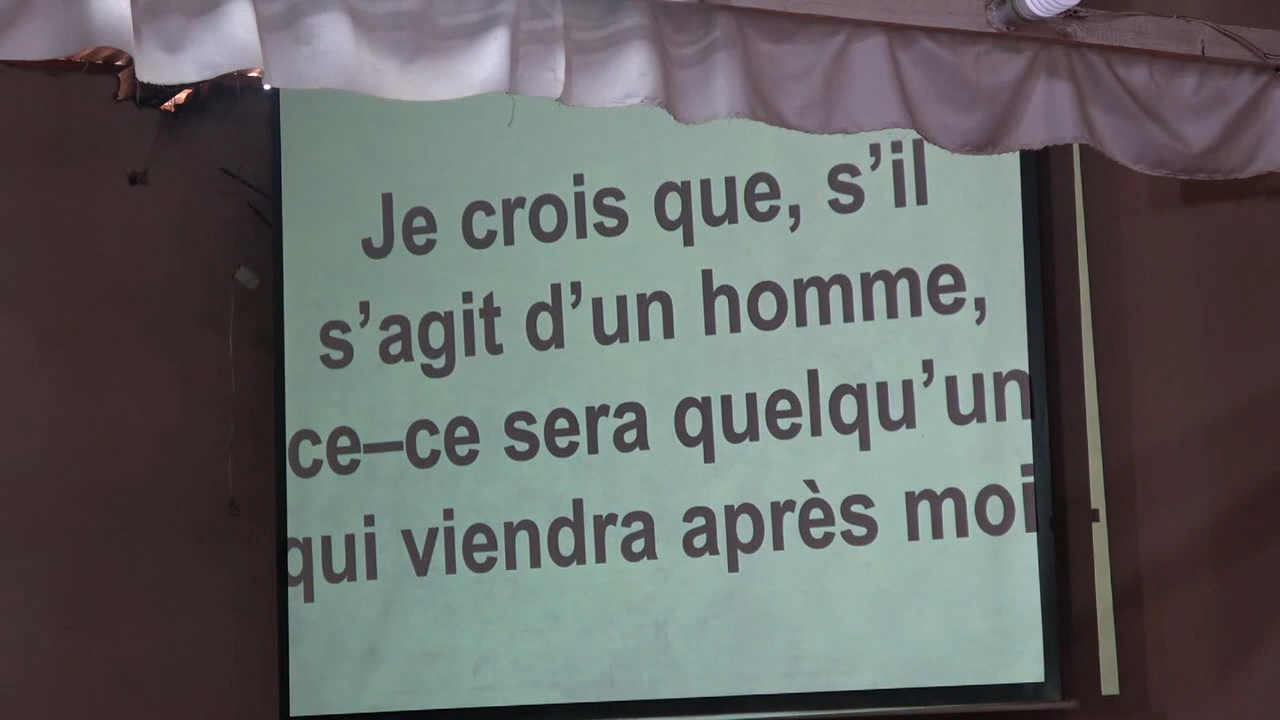 Je crois que, s’il
s’agit d’un homme,
ce–ce sera quelqu’un
qui viendra après moi.